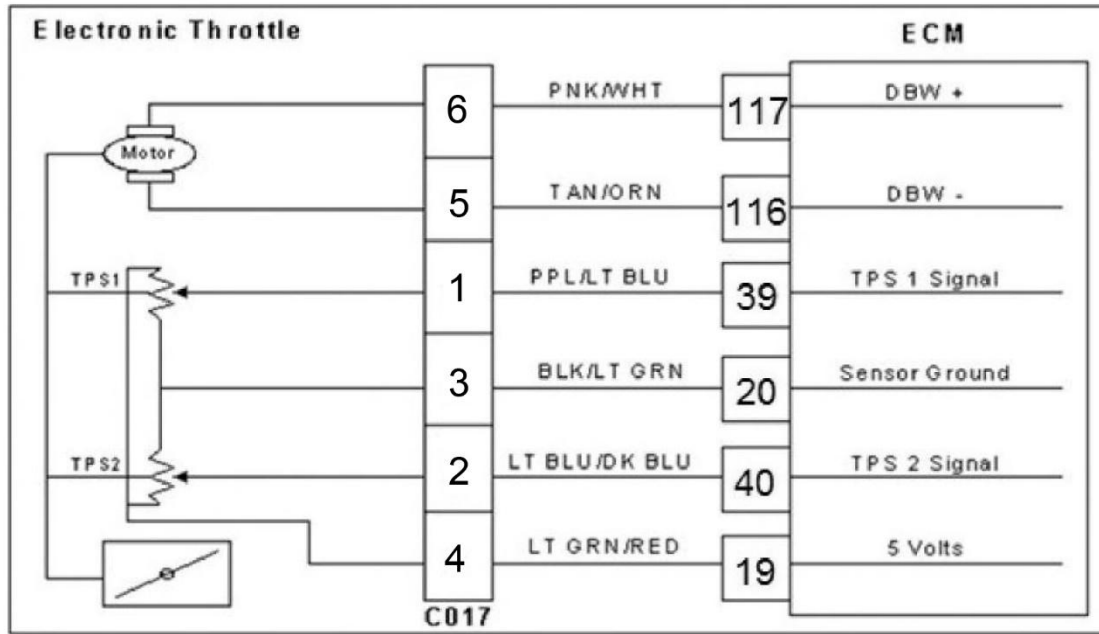 Electronic Throttle
ECM
6 PNK/WHT 117 DBW +
Motor
5 TAN/ORN 116 DBW -
TPS1 1 PPL/LT BLU 39 TPS 1 Signal
3 BLK/LT GRN 20 Sensor Ground
TPS2 2 LT BLU/DK BLU 40 TPS 2 Signal
4 LT GRN/RED 19 5 Volts
C017